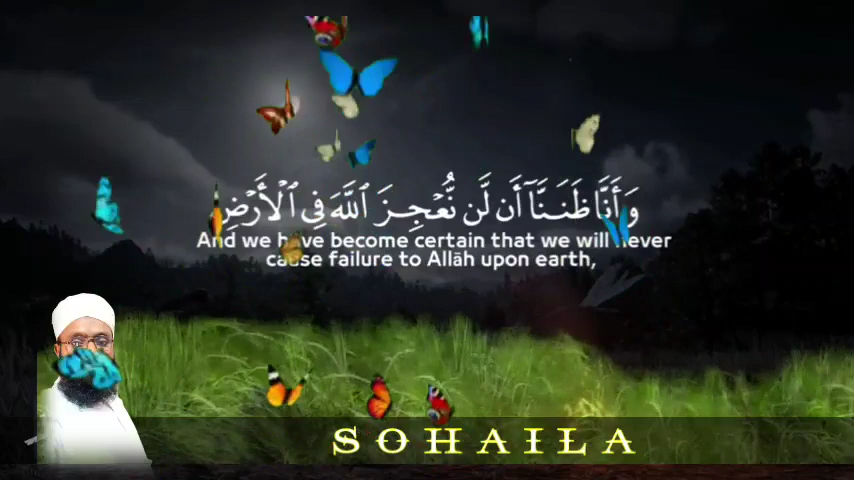 وَأَنَّا ظَنَنَّآ أَن لَّن نُّعْجِزَ ٱللَّهَ فِى ٱلْأَرْضِ
And we have become certain that we will never
cause failure to Allāh upon earth,
SOHAILA